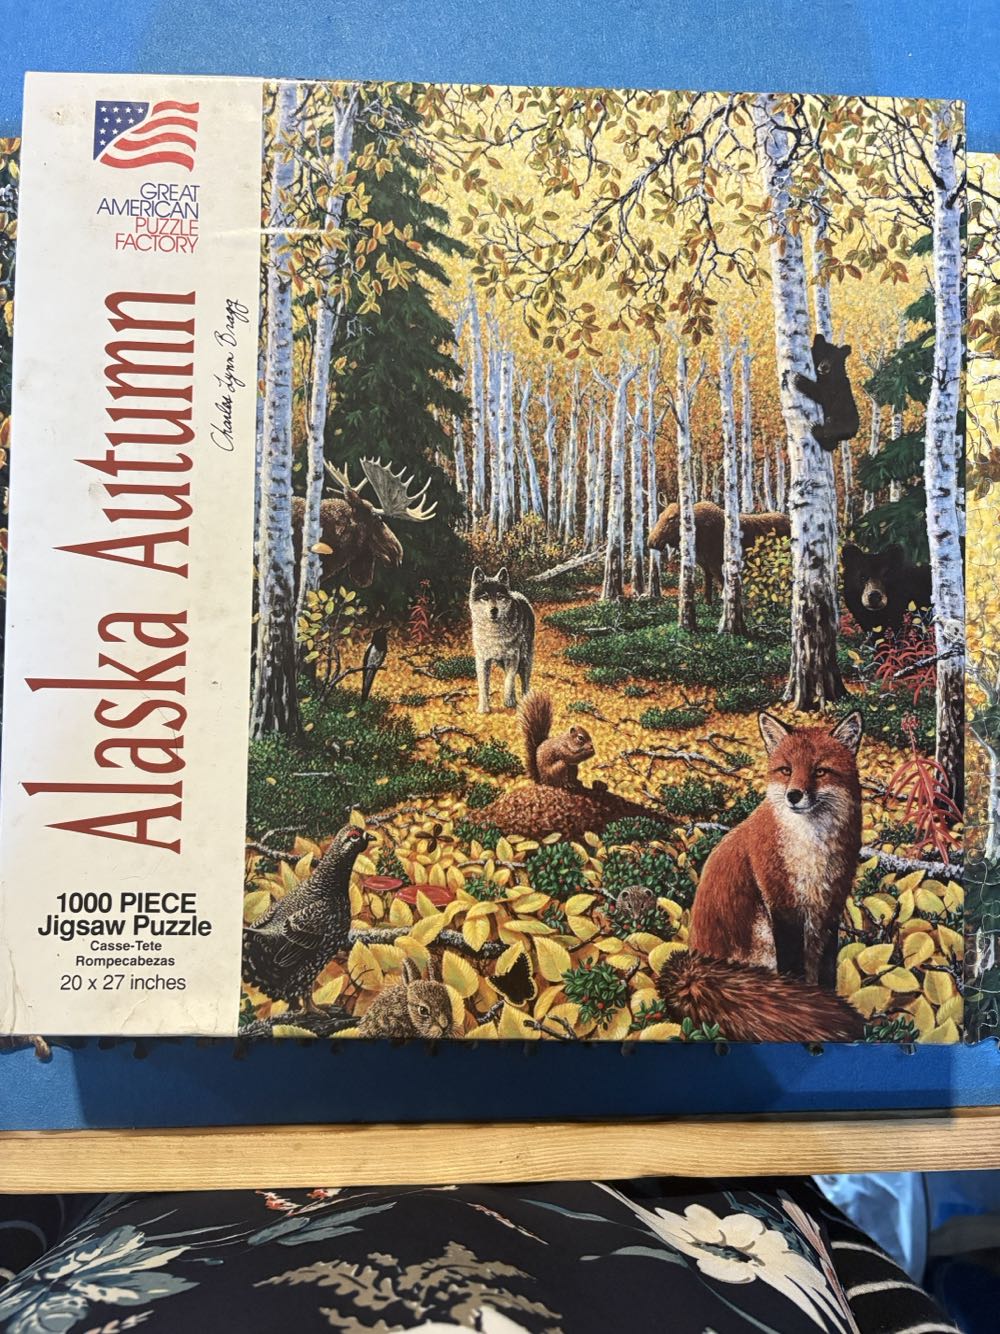 GREAT
AMERICAN
PUZZLE
FACTORY
Alaska Autumn
Charles Lynn Bragg
1000 PIECE
Jigsaw Puzzle
Casse-Tete
Rompecabezas
20 x 27 inches